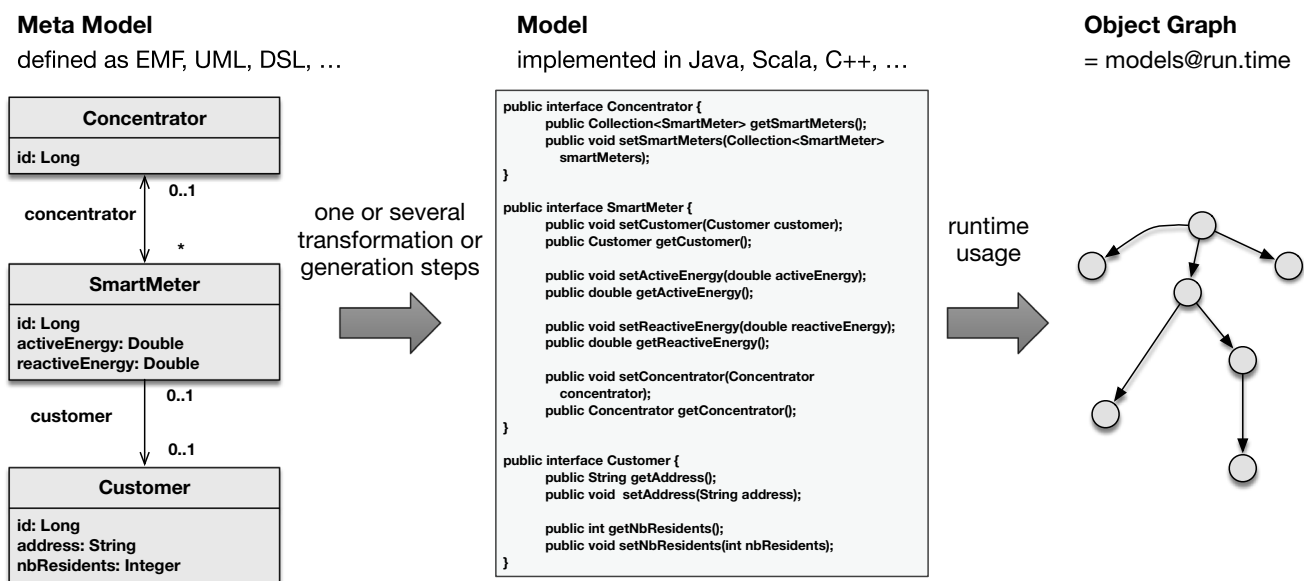 Meta Model
defined as EMF, UML, DSL, …
Concentrator
id: Long
0..1
concentrator
*
SmartMeter
id: Long
activeEnergy: Double
reactiveEnergy: Double
0..1
customer
0..1
Customer
id: Long
address: String
nbResidents: Integer
one or several
transformation or
generation steps
Model
implemented in Java, Scala, C++, …
public interface Concentrator {
public Collection<SmartMeter> getSmartMeters();
public void setSmartMeters(Collection<SmartMeter>
smartMeters);
}
public interface SmartMeter {
public void setCustomer(Customer customer);
public Customer getCustomer();
public void setActiveEnergy(double activeEnergy);
public double getActiveEnergy();
public void setReactiveEnergy(double reactiveEnergy);
public double getReactiveEnergy();
public void setConcentrator(Concentrator
concentrator);
public Concentrator getConcentrator();
}
public interface Customer {
public String getAddress();
public void  setAddress(String address);
public int getNbResidents();
public void setNbResidents(int nbResidents);
}
runtime
usage
Object Graph
= models@run.time